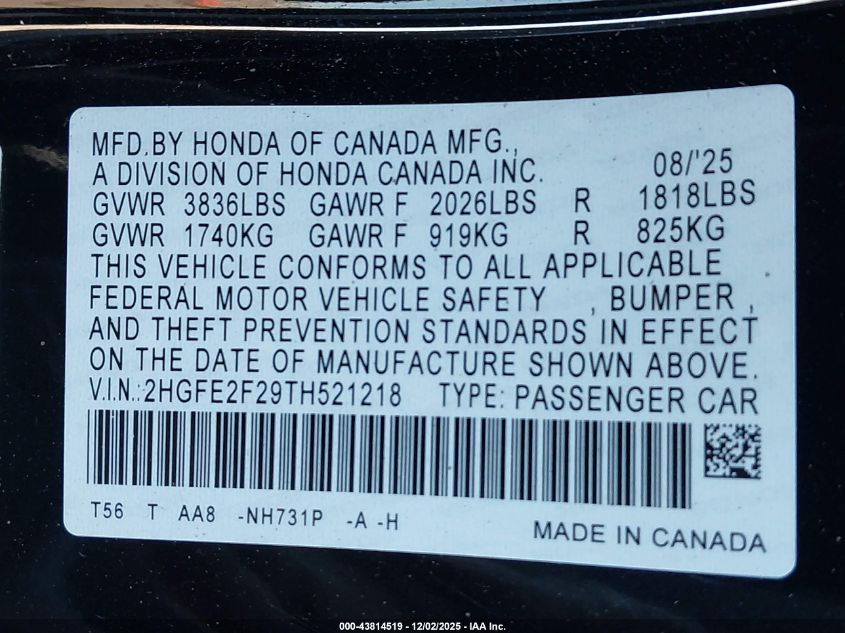 MFD.BY HONDA OF CANADA MFG.,
A DIVISION OF HONDA CANADA INC. 08/'25
GVWR 3836LBS GAWR F 2026LBS R 1818LBS
GVWR 1740KG GAWR F 919KG R 825KG
THIS VEHICLE CONFORMS TO ALL APPLICABLE
FEDERAL MOTOR VEHICLE SAFETY , BUMPER ,
AND THEFT PREVENTION STANDARDS IN EFFECT
ON THE DATE OF MANUFACTURE SHOWN ABOVE.
V.I.N.:2HGFE2F29TH521218 TYPE: PASSENGER CAR
T56 T AA8 -NH731P -A -H
MADE IN CANADA
000-43814519 - 12/02/2025 - IAA Inc.